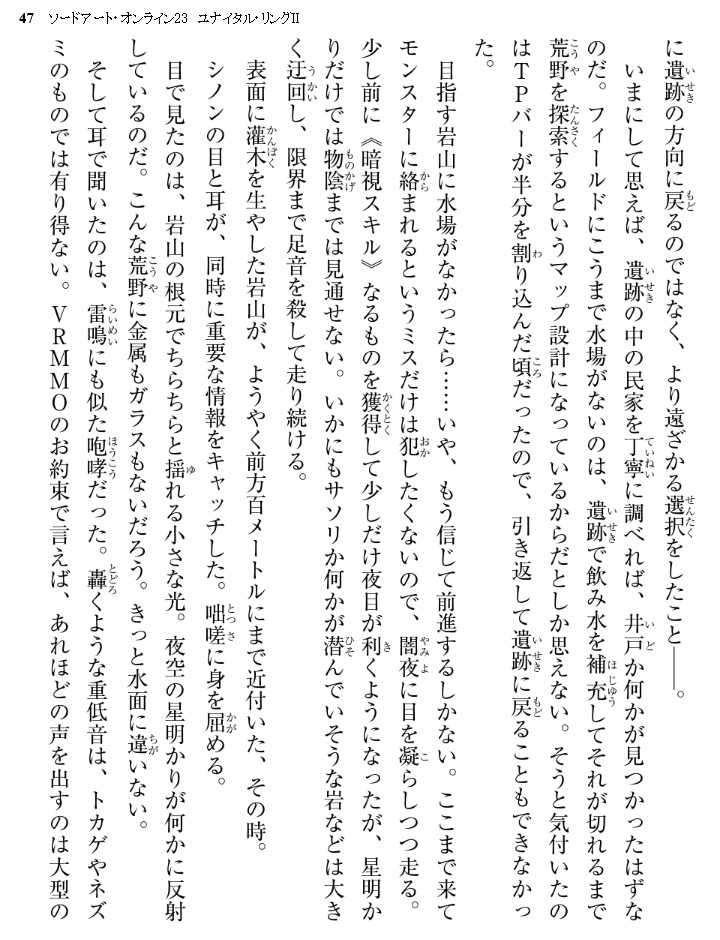 47 ソードアート・オンライン23 ユナイタル・リングII
に遺跡の方向に戻るのではなく、より遠ざかる選択をしたこと――。
いまにして思えば、遺跡の中の民家を丁寧に調べれば、井戸か何かが見つかったはずな
のだ。フィールドにこうまで水場がないのは、遺跡で飲み水を補充してそれが切れるまで
荒野を探索するというマップ設計になっているからだとしか思えない。そうと気付いたの
はTPバーが半分を割り込んだ頃だったので、引き返して遺跡に戻ることもできなかっ
た。
目指す岩山に水場がなかったら……いや、もう信じて前進するしかない。ここまで来て
モンスターに絡まれるというミスだけは犯したくないので、闇夜に目を凝らしつつ走る。
少し前に《暗視スキル》なるものを獲得して少しだけ夜目が利くようになったが、星明か
りだけでは物陰までは見通せない。いかにもサソリか何かが潜んでいそうな岩などは大き
く迂回し、限界まで足音を殺して走り続ける。
表面に灌木を生やした岩山が、ようやく前方百メートルにまで近付いた、その時。
シノンの目と耳が、同時に重要な情報をキャッチした。咄嗟に身を屈める。
目で見たのは、岩山の根元でちらちらと揺れる小さな光。夜空の星明かりが何かに反射
しているのだ。こんな荒野に金属もガラスもないだろう。きっと水面に違いない。
そして耳で聞いたのは、雷鳴にも似た咆哮だった。轟くような重低音は、トカゲやネズ
ミのものでは有り得ない。VRMMOのお約束で言えば、あれほどの声を出すのは大型の